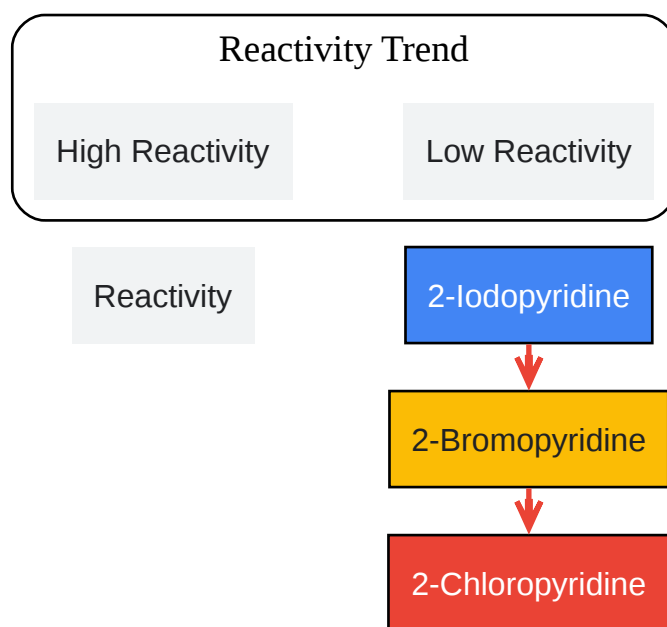 Reactivity Trend
High Reactivity
Low Reactivity
Reactivity
2-Iodopyridine
2-Bromopyridine
2-Chloropyridine